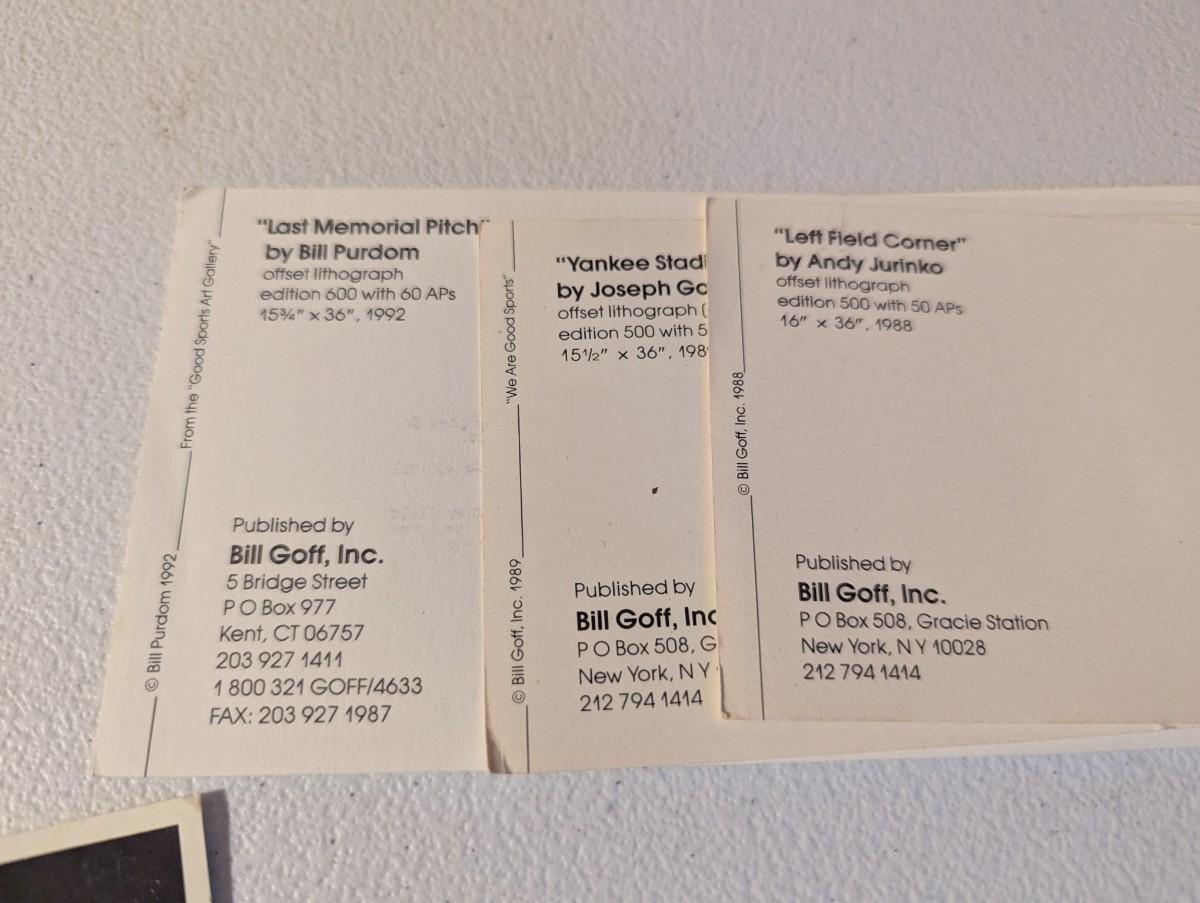 "Last Memorial Pitch"
by Bill Purdom
offset lithograph
edition 600 with 60 APs
15¾" x 36", 1992
From the "Good Sports Art Gallery"
© Bill Purdom 1992
Published by
Bill Goff, Inc.
5 Bridge Street
P O Box 977
Kent, CT 06757
203 927 1411
1 800 321 GOFF/4633
FAX: 203 927 1987
"Yankee Stadi
by Joseph Go
offset lithograph (
edition 500 with 5
15½" x 36", 198
"We Are Good Sports"
© Bill Goff, Inc. 1989
Published by
Bill Goff, Inc
P O Box 508, G
New York, N Y
212 794 1414
"Left Field Corner"
by Andy Jurinko
offset lithograph
edition 500 with 50 APs
16" x 36", 1988
© Bill Goff, Inc. 1988
Published by
Bill Goff, Inc.
P O Box 508, Gracie Station
New York, N Y 10028
212 794 1414